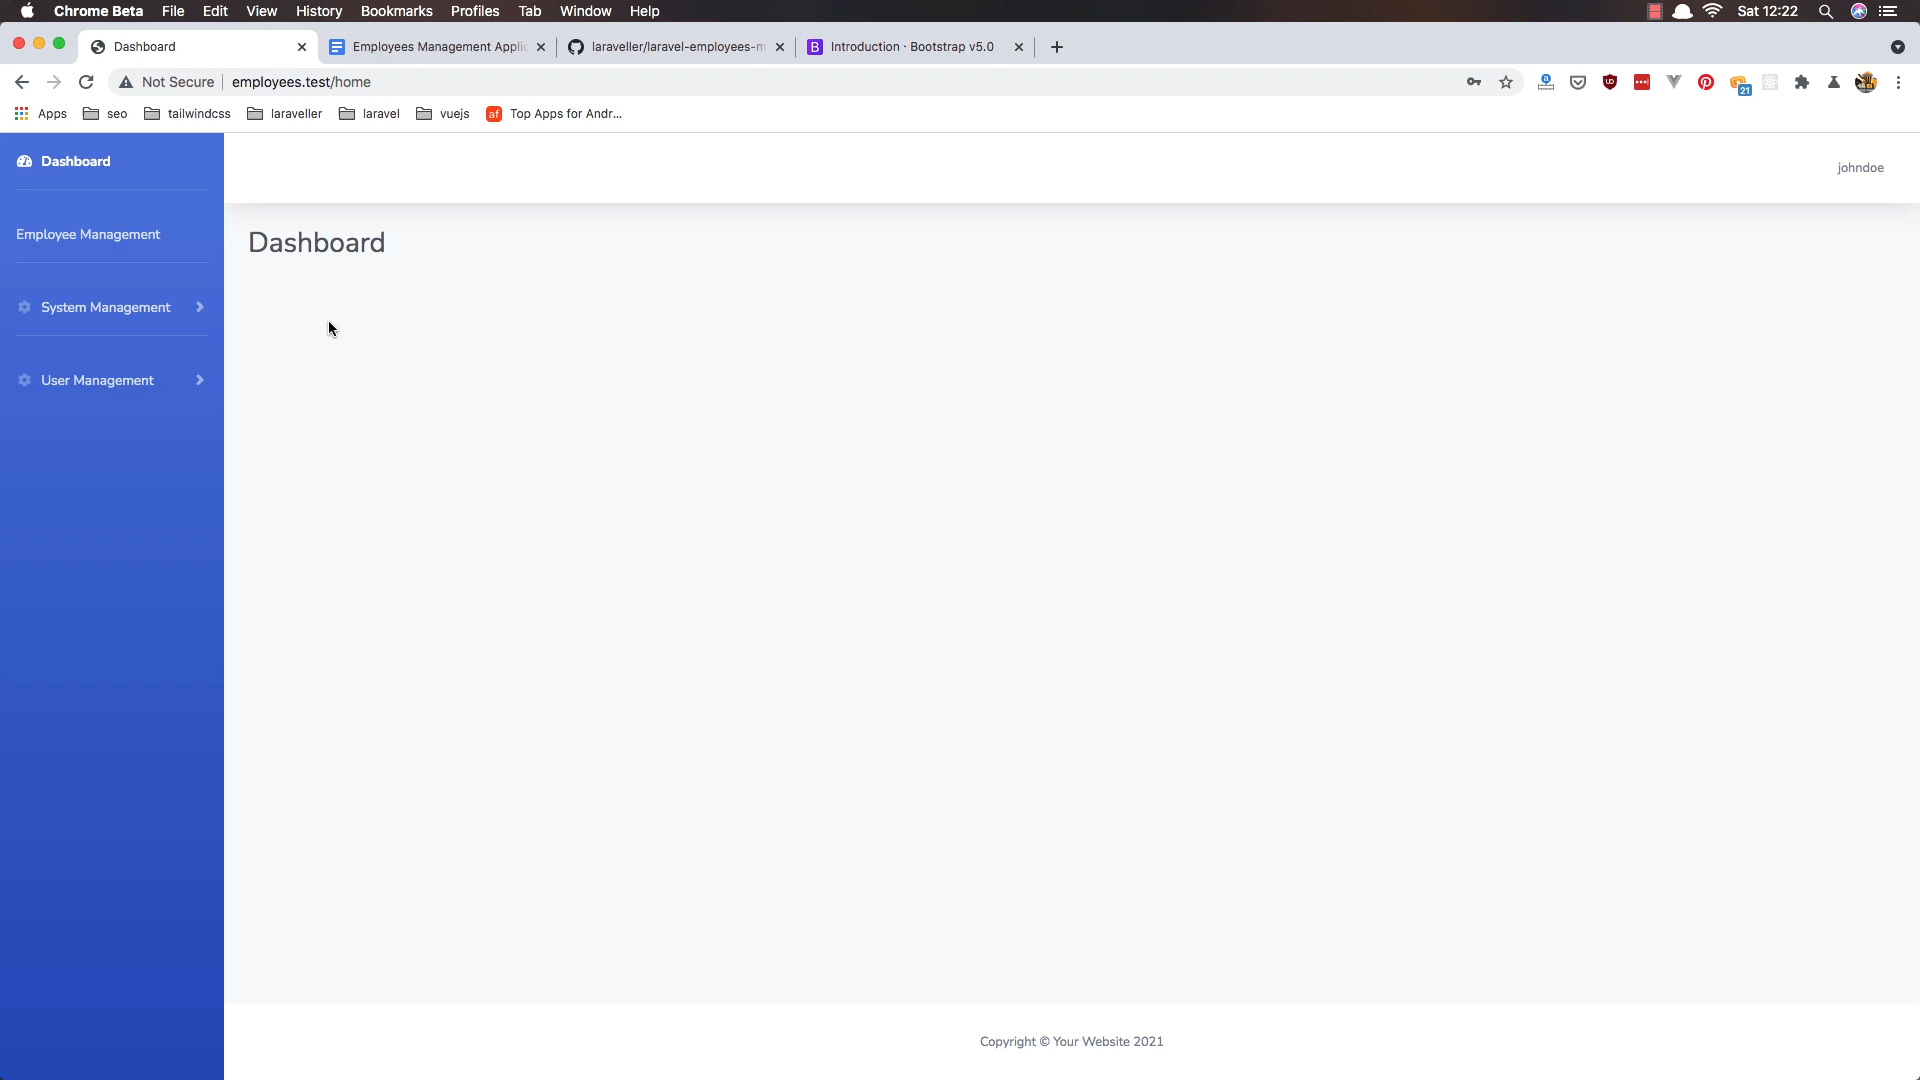 Chrome Beta File Edit View History Bookmarks Profiles Tab Window Help Sat 12:22
Dashboard Employees Management Applic laraveller/laravel-employees-m Introduction · Bootstrap v5.0
Not Secure employees.test/home 21
Apps seo tailwindcss laraveller laravel vuejs af Top Apps for Andr...
Dashboard
johndoe
Employee Management
Dashboard
System Management
User Management
Copyright © Your Website 2021